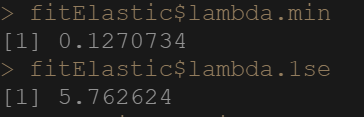 > fitElastic$lambda.min
[1] 0.1270734
> fitElastic$lambda.1se
[1] 5.762624